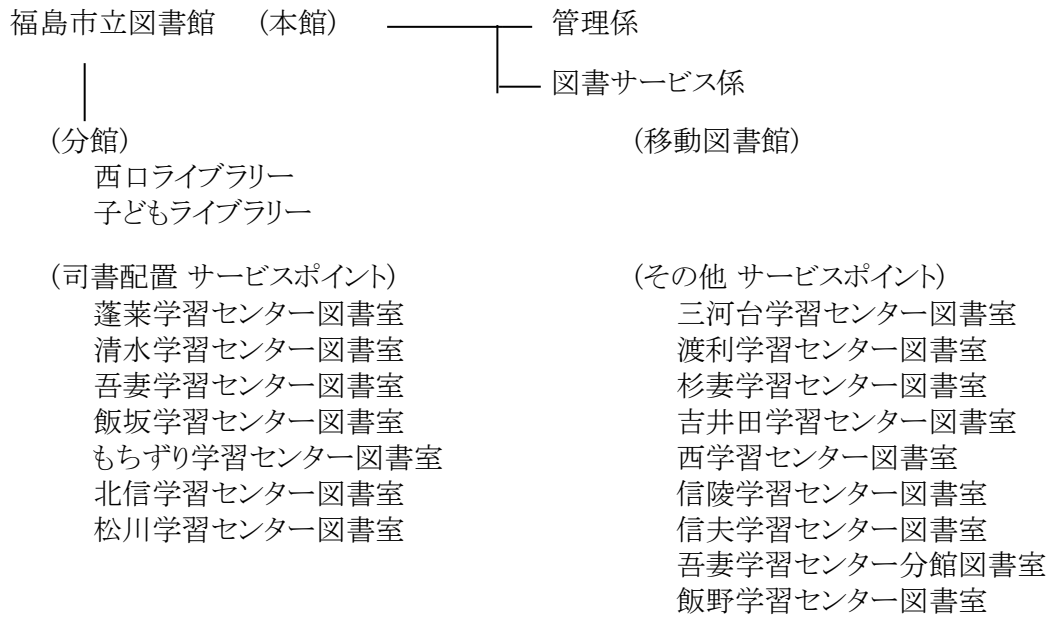 福島市立図書館 (本館) 管理係
図書サービス係
(分館) (移動図書館)
西口ライブラリー
子どもライブラリー
(司書配置 サービスポイント) (その他 サービスポイント)
蓬莱学習センター図書室 三河台学習センター図書室
清水学習センター図書室 渡利学習センター図書室
吾妻学習センター図書室 杉妻学習センター図書室
飯坂学習センター図書室 吉井田学習センター図書室
もちずり学習センター図書室 西学習センター図書室
北信学習センター図書室 信陵学習センター図書室
松川学習センター図書室 信夫学習センター図書室
吾妻学習センター分館図書室
飯野学習センター図書室